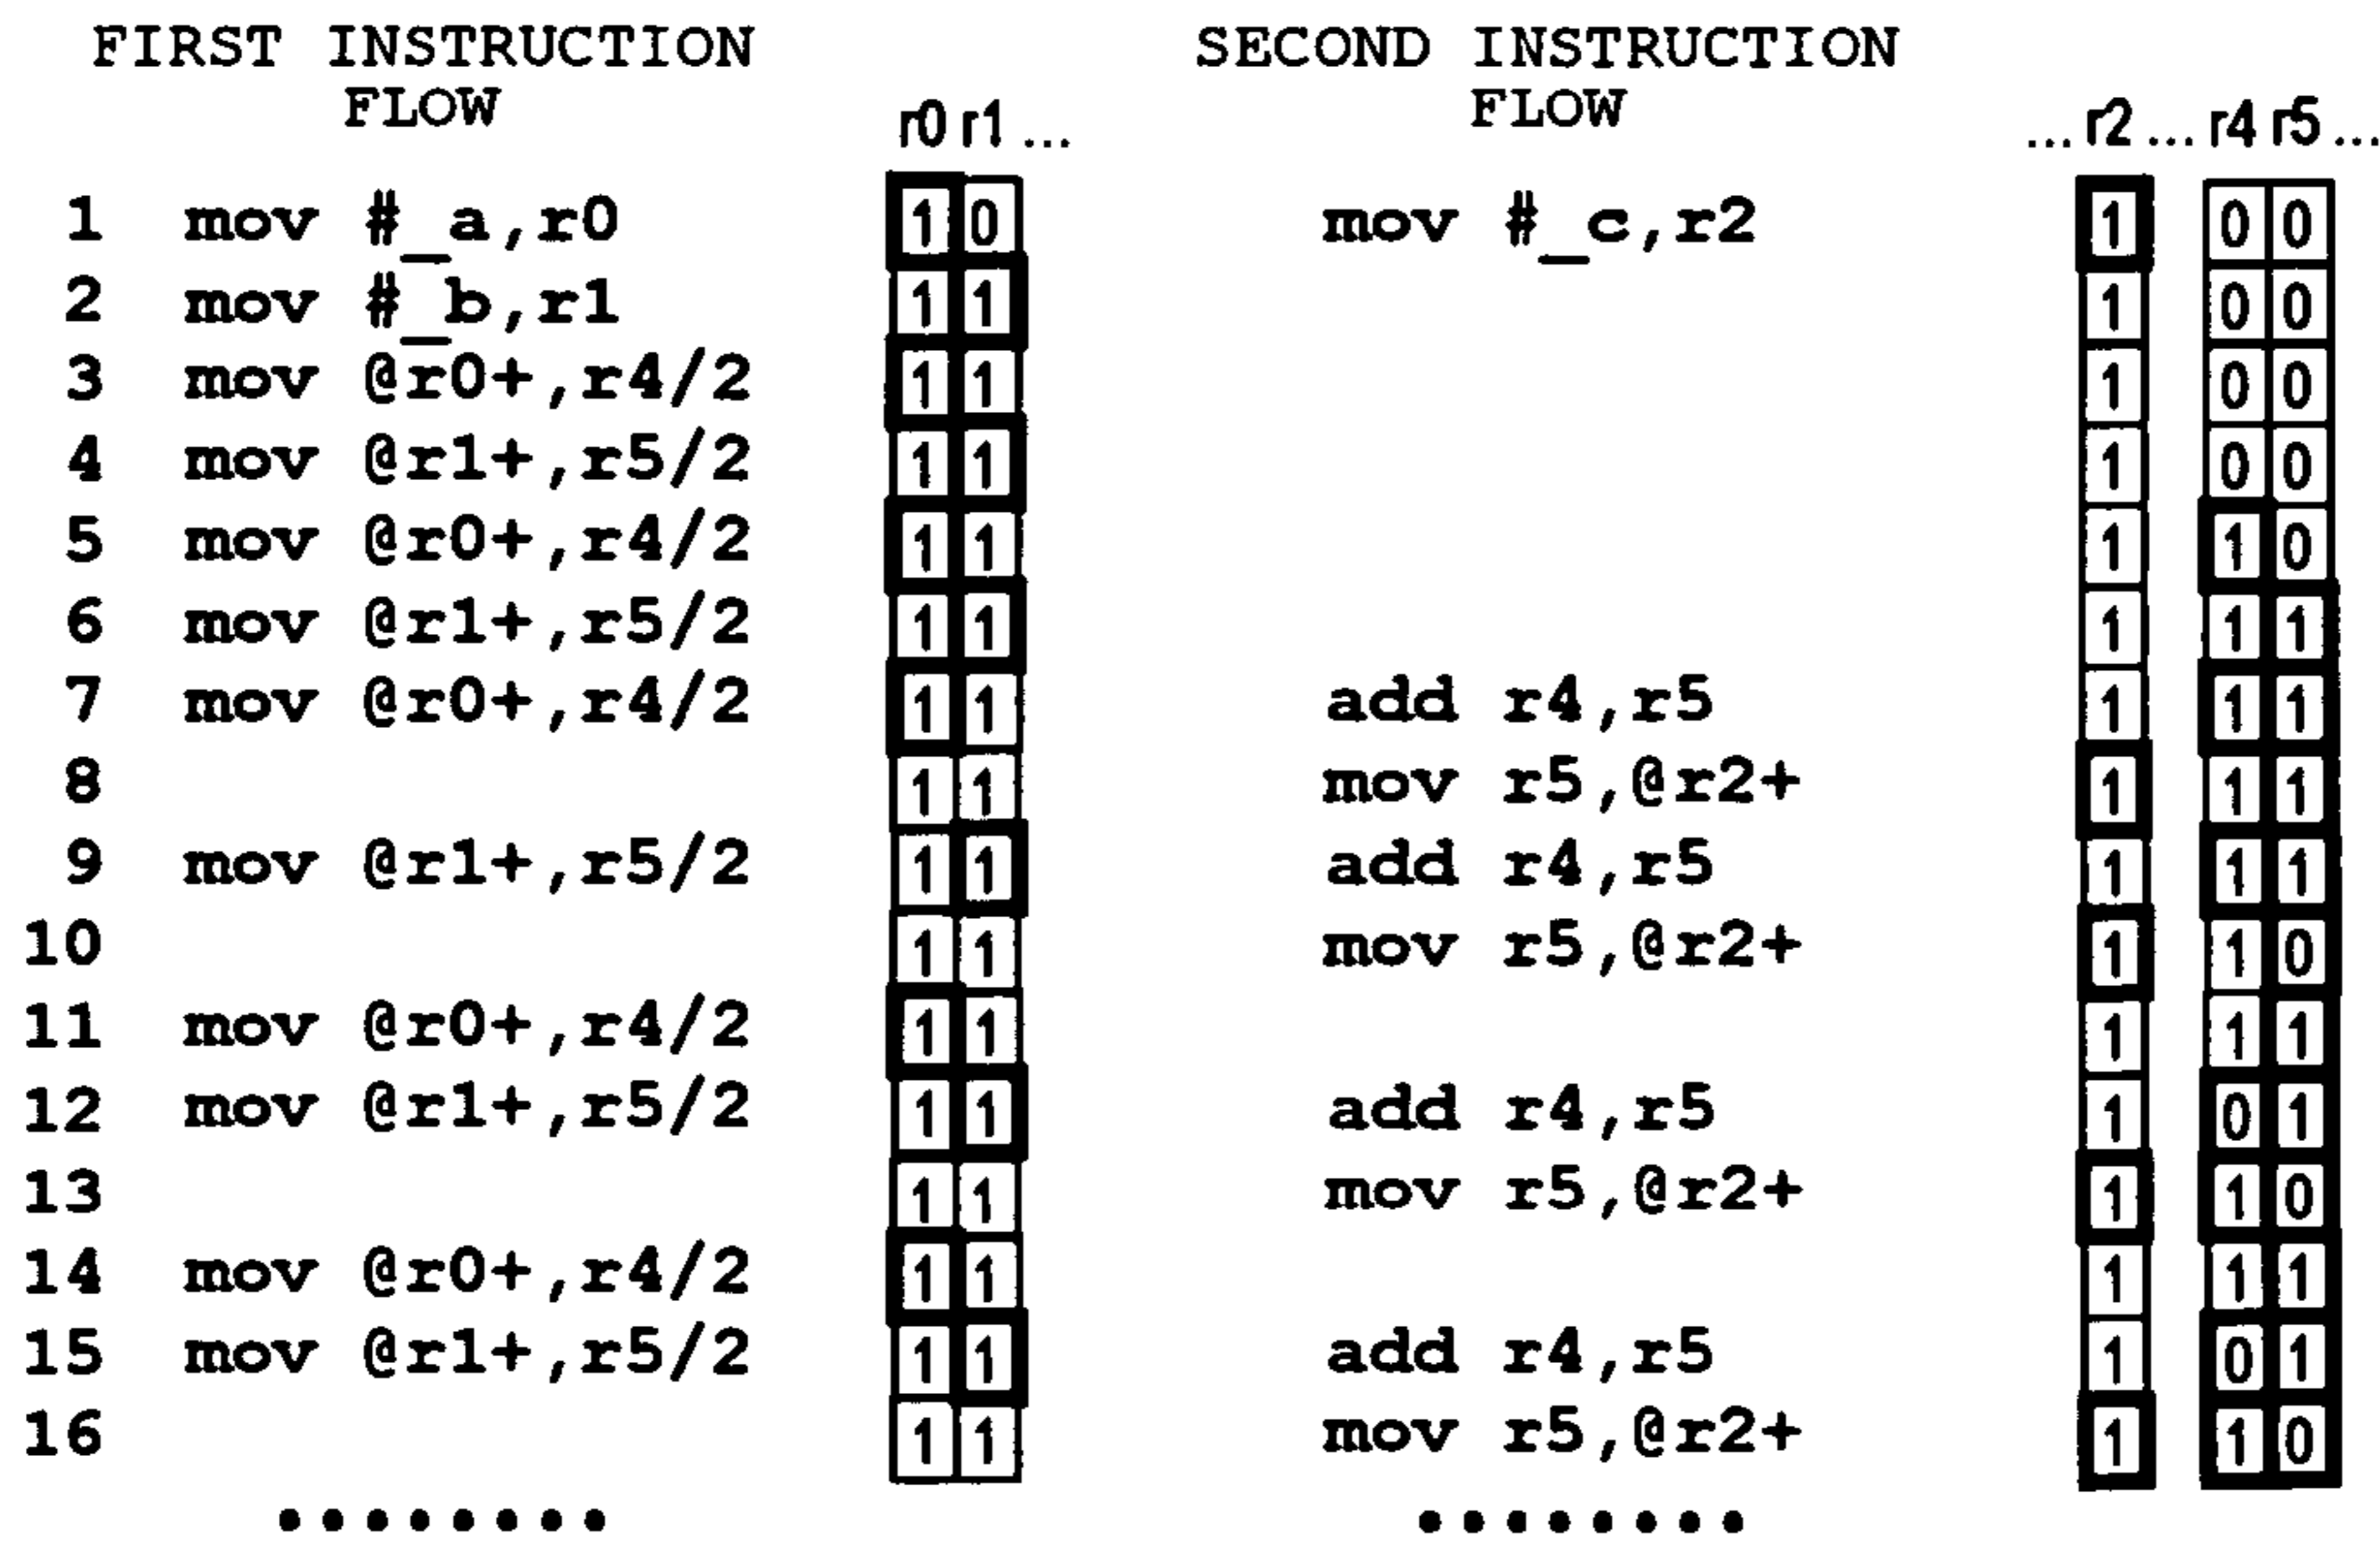 FIRST INSTRUCTION SECOND INSTRUCTION
FLOW r0 r1 ... FLOW ... r2 ... r4 r5 ...
1 mov #_a,r0 1 0 mov #_c,r2 1 0 0
2 mov #_b,r1 1 1 1 0 0
3 mov @r0+,r4/2 1 1 1 0 0
4 mov @r1+,r5/2 1 1 1 0 0
5 mov @r0+,r4/2 1 1 1 1 0
6 mov @r1+,r5/2 1 1 1 1 1
7 mov @r0+,r4/2 1 1 add r4,r5 1 1 1
8 1 1 mov r5,@r2+ 1 1 1
9 mov @r1+,r5/2 1 1 add r4,r5 1 1 1
10 1 1 mov r5,@r2+ 1 1 0
11 mov @r0+,r4/2 1 1 1 1 1
12 mov @r1+,r5/2 1 1 add r4,r5 1 0 1
13 1 1 mov r5,@r2+ 1 1 0
14 mov @r0+,r4/2 1 1 1 1 1
15 mov @r1+,r5/2 1 1 add r4,r5 1 0 1
16 1 1 mov r5,@r2+ 1 1 0